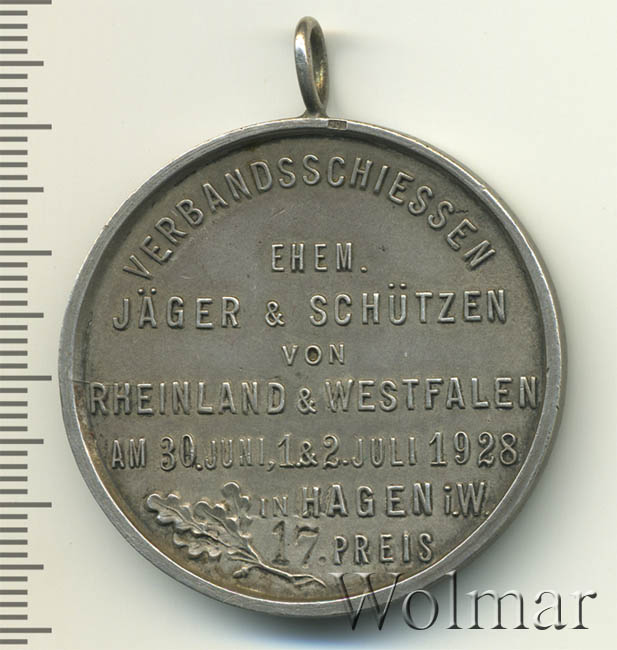 VERBANDSSCHIESSEN
EHEM.
JÄGER & SCHÜTZEN
VON
RHEINLAND & WESTFALEN
AM 30.JUNI, 1.& 2.JULI 1928
IN HAGEN i.W.
17. PREIS
Wolmar